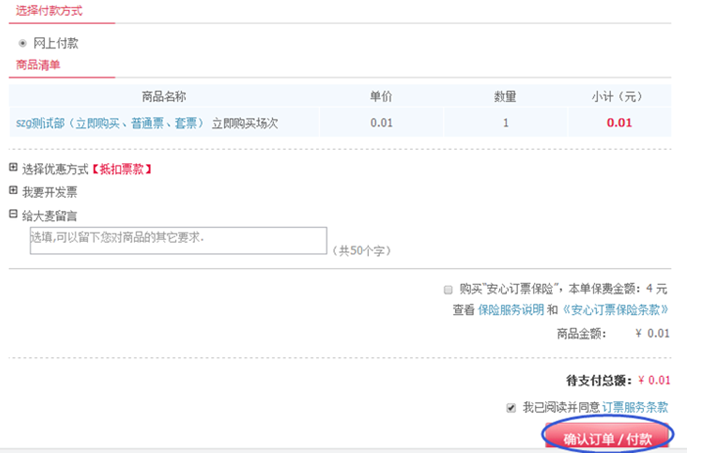 选择付款方式
网上付款
商品清单
商品名称 单价 数量 小计（元）
szg测试部（立即购买、普通票、套票） 立即购买场次 0.01 1 0.01
选择优惠方式【抵扣票款】
我要开发票
给大麦留言
选填,可以留下您对商品的其它要求.
（共50个字）
购买"安心订票保险"，本单保费金额：4 元
查看 保险服务说明 和《安心订票保险条款》
商品金额： ¥ 0.01
待支付总额：¥ 0.01
我已阅读并同意 订票服务条款
确认订单 / 付款